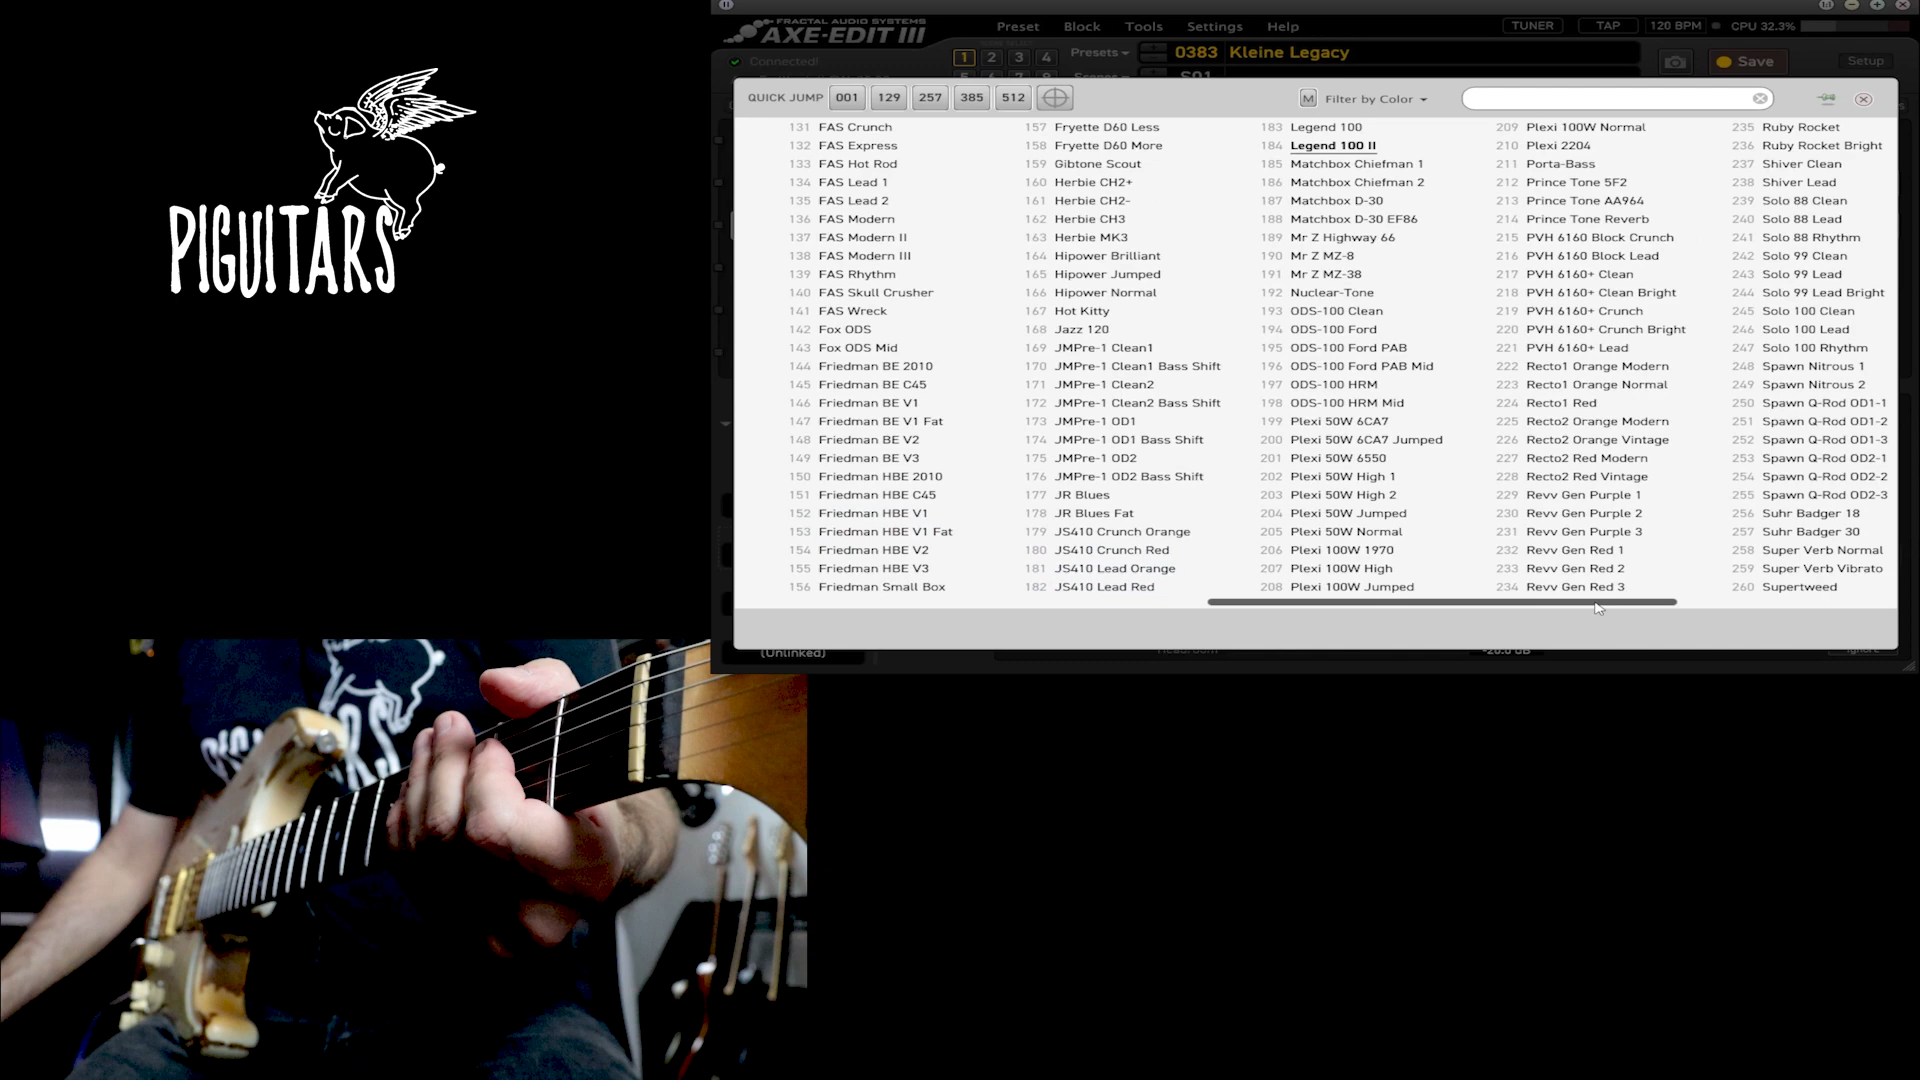 PIGUITARS
FRACTAL AUDIO SYSTEMS
AXE-EDIT III
Preset Block Tools Settings Help
TUNER TAP 120 BPM CPU 32.3%
Connected!
1 2 3 4
Presets
0383 Kleine Legacy
Save
Setup
QUICK JUMP 001 129 257 385 512
M Filter by Color
131 FAS Crunch
132 FAS Express
133 FAS Hot Rod
134 FAS Lead 1
135 FAS Lead 2
136 FAS Modern
137 FAS Modern II
138 FAS Modern III
139 FAS Rhythm
140 FAS Skull Crusher
141 FAS Wreck
142 Fox ODS
143 Fox ODS Mid
144 Friedman BE 2010
145 Friedman BE C45
146 Friedman BE V1
147 Friedman BE V1 Fat
148 Friedman BE V2
149 Friedman BE V3
150 Friedman HBE 2010
151 Friedman HBE C45
152 Friedman HBE V1
153 Friedman HBE V1 Fat
154 Friedman HBE V2
155 Friedman HBE V3
156 Friedman Small Box
157 Fryette D60 Less
158 Fryette D60 More
159 Gibtone Scout
160 Herbie CH2+
161 Herbie CH2-
162 Herbie CH3
163 Herbie MK3
164 Hipower Brilliant
165 Hipower Jumped
166 Hipower Normal
167 Hot Kitty
168 Jazz 120
169 JMPre-1 Clean1
170 JMPre-1 Clean1 Bass Shift
171 JMPre-1 Clean2
172 JMPre-1 Clean2 Bass Shift
173 JMPre-1 OD1
174 JMPre-1 OD1 Bass Shift
175 JMPre-1 OD2
176 JMPre-1 OD2 Bass Shift
177 JR Blues
178 JR Blues Fat
179 JS410 Crunch Orange
180 JS410 Crunch Red
181 JS410 Lead Orange
182 JS410 Lead Red
183 Legend 100
184 Legend 100 II
185 Matchbox Chiefman 1
186 Matchbox Chiefman 2
187 Matchbox D-30
188 Matchbox D-30 EF86
189 Mr Z Highway 66
190 Mr Z MZ-8
191 Mr Z MZ-38
192 Nuclear-Tone
193 ODS-100 Clean
194 ODS-100 Ford
195 ODS-100 Ford PAB
196 ODS-100 Ford PAB Mid
197 ODS-100 HRM
198 ODS-100 HRM Mid
199 Plexi 50W 6CA7
200 Plexi 50W 6CA7 Jumped
201 Plexi 50W 6550
202 Plexi 50W High 1
203 Plexi 50W High 2
204 Plexi 50W Jumped
205 Plexi 50W Normal
206 Plexi 100W 1970
207 Plexi 100W High
208 Plexi 100W Jumped
209 Plexi 100W Normal
210 Plexi 2204
211 Porta-Bass
212 Prince Tone 5F2
213 Prince Tone AA964
214 Prince Tone Reverb
215 PVH 6160 Block Crunch
216 PVH 6160 Block Lead
217 PVH 6160+ Clean
218 PVH 6160+ Clean Bright
219 PVH 6160+ Crunch
220 PVH 6160+ Crunch Bright
221 PVH 6160+ Lead
222 Recto1 Orange Modern
223 Recto1 Orange Normal
224 Recto1 Red
225 Recto2 Orange Modern
226 Recto2 Orange Vintage
227 Recto2 Red Modern
228 Recto2 Red Vintage
229 Revv Gen Purple 1
230 Revv Gen Purple 2
231 Revv Gen Purple 3
232 Revv Gen Red 1
233 Revv Gen Red 2
234 Revv Gen Red 3
235 Ruby Rocket
236 Ruby Rocket Bright
237 Shiver Clean
238 Shiver Lead
239 Solo 88 Clean
240 Solo 88 Lead
241 Solo 88 Rhythm
242 Solo 99 Clean
243 Solo 99 Lead
244 Solo 99 Lead Bright
245 Solo 100 Clean
246 Solo 100 Lead
247 Solo 100 Rhythm
248 Spawn Nitrous 1
249 Spawn Nitrous 2
250 Spawn Q-Rod OD1-1
251 Spawn Q-Rod OD1-2
252 Spawn Q-Rod OD1-3
253 Spawn Q-Rod OD2-1
254 Spawn Q-Rod OD2-2
255 Spawn Q-Rod OD2-3
256 Suhr Badger 18
257 Suhr Badger 30
258 Super Verb Normal
259 Super Verb Vibrato
260 Supertweed
(Unlinked)